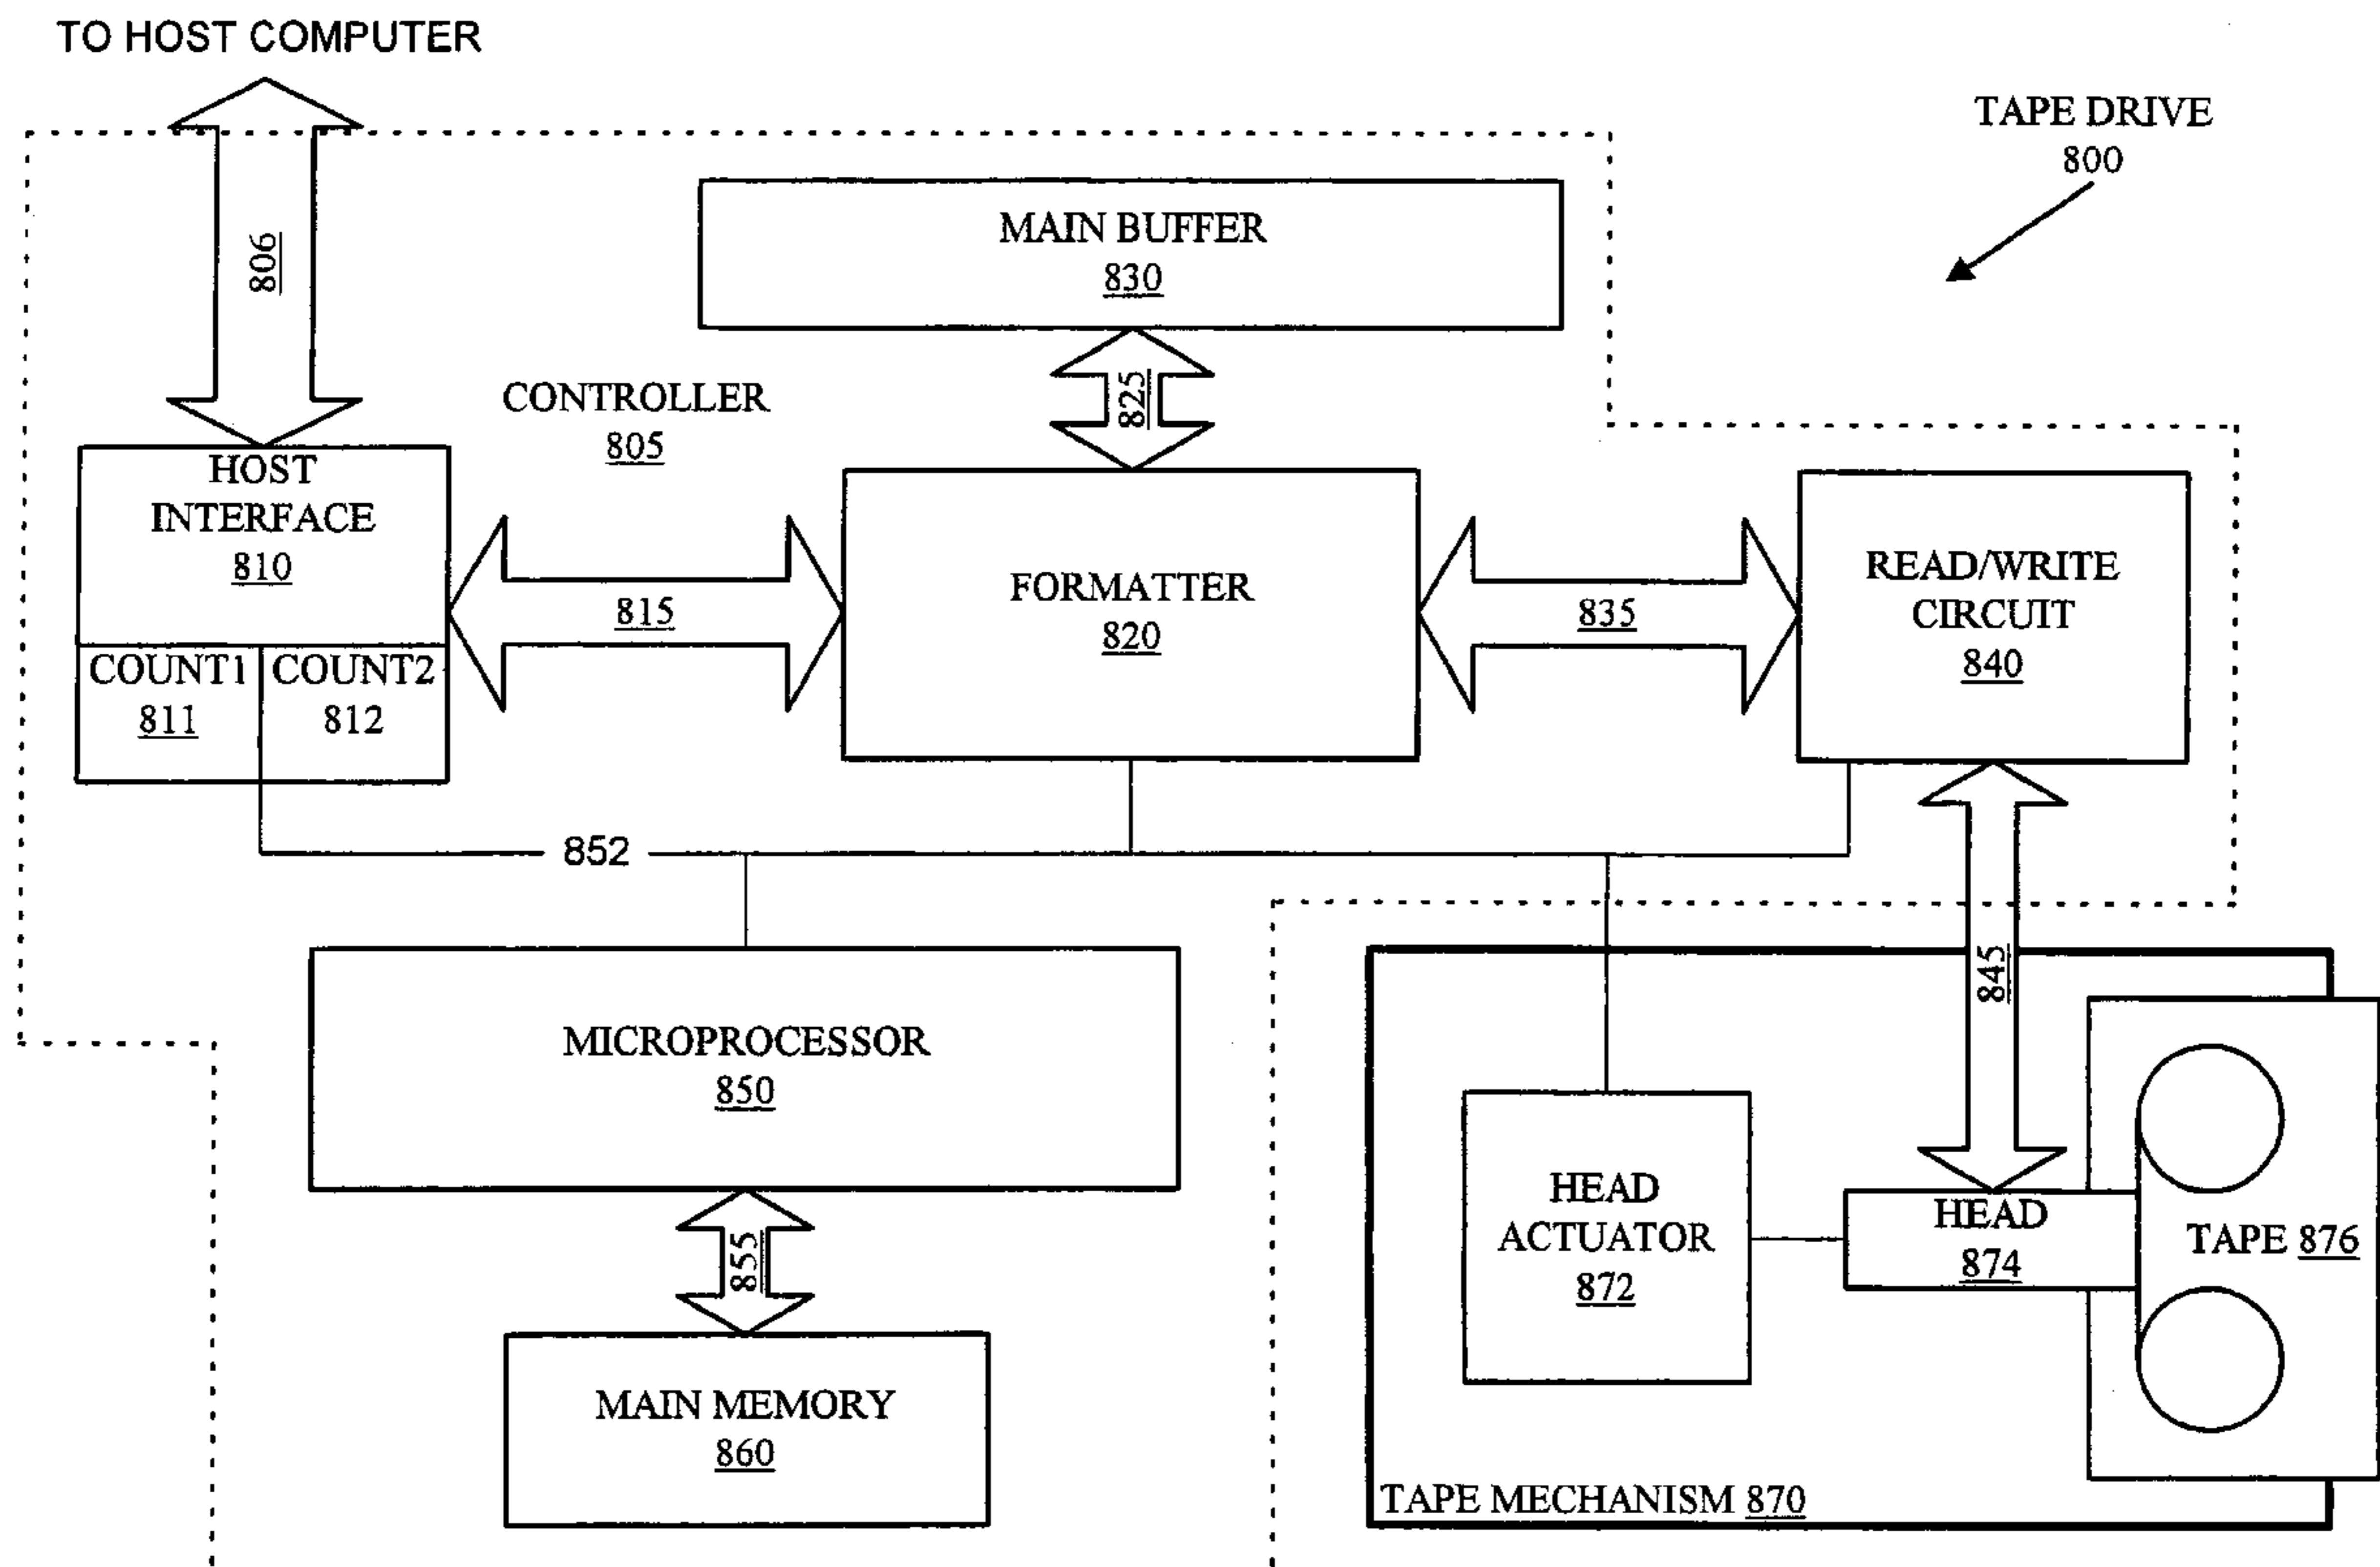 TO HOST COMPUTER
TAPE DRIVE
800
806
MAIN BUFFER
830
825
CONTROLLER
805
HOST
INTERFACE
810
COUNT1
811
COUNT2
812
815
FORMATTER
820
835
READ/WRITE
CIRCUIT
840
852
845
MICROPROCESSOR
850
855
MAIN MEMORY
860
HEAD
ACTUATOR
872
HEAD
874
TAPE 876
TAPE MECHANISM 870